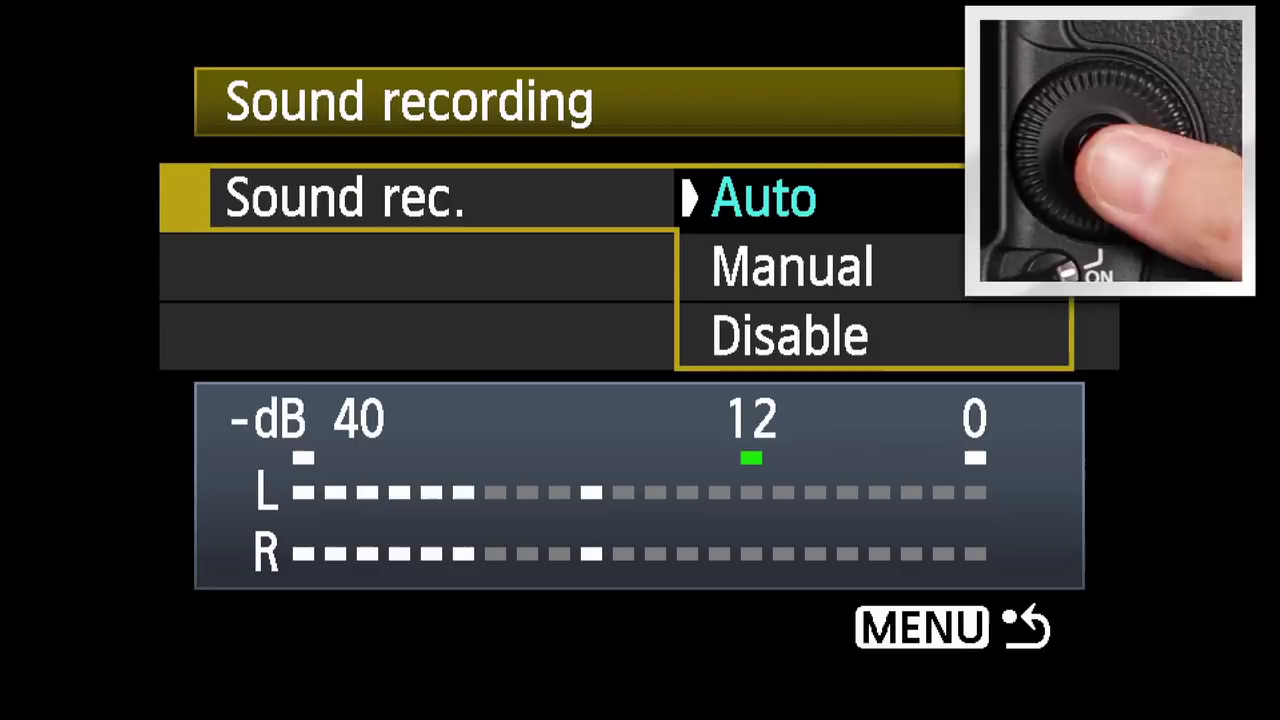 Sound recording
Sound rec. Auto
Manual
Disable
-dB 40 12 0
L
R
MENU
ON